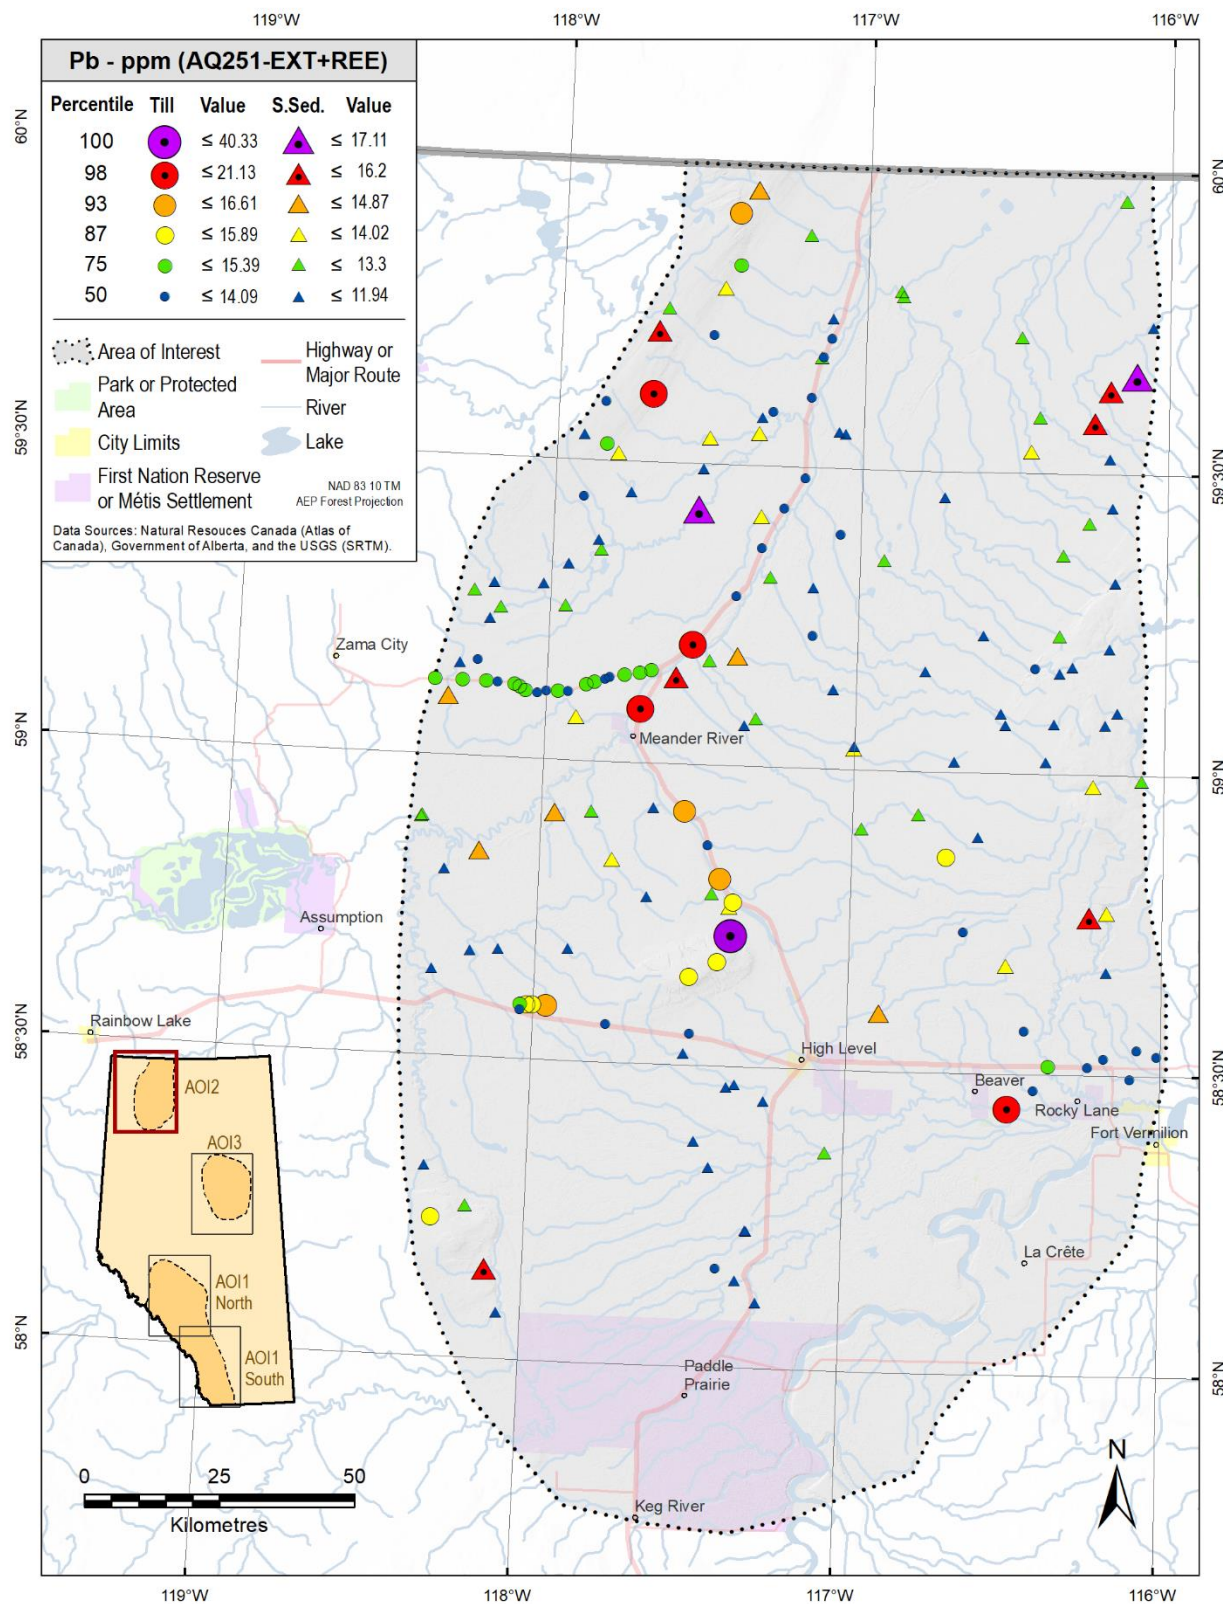 119°W 118°W 117°W 116°W
60°N
60°N
Pb - ppm (AQ251-EXT+REE)
Percentile Till Value S.Sed. Value
100 ≤ 40.33 ≤ 17.11
98 ≤ 21.13 ≤ 16.2
93 ≤ 16.61 ≤ 14.87
87 ≤ 15.89 ≤ 14.02
75 ≤ 15.39 ≤ 13.3
50 ≤ 14.09 ≤ 11.94
Area of Interest
Park or Protected
Area
City Limits
First Nation Reserve
or Métis Settlement
Highway or
Major Route
River
Lake
NAD 83 10 TM
AEP Forest Projection
Data Sources: Natural Resouces Canada (Atlas of
Canada), Government of Alberta, and the USGS (SRTM).
59°30'N
59°30'N
Zama City
Meander River
59°N
59°N
Assumption
Rainbow Lake
58°30'N
58°30'N
High Level
Beaver
Rocky Lane
Fort Vermilion
La Crête
AOI2
AOI3
AOI1
North
AOI1
South
58°N
58°N
Paddle
Prairie
Keg River
0 25 50
Kilometres
N
119°W 118°W 117°W 116°W